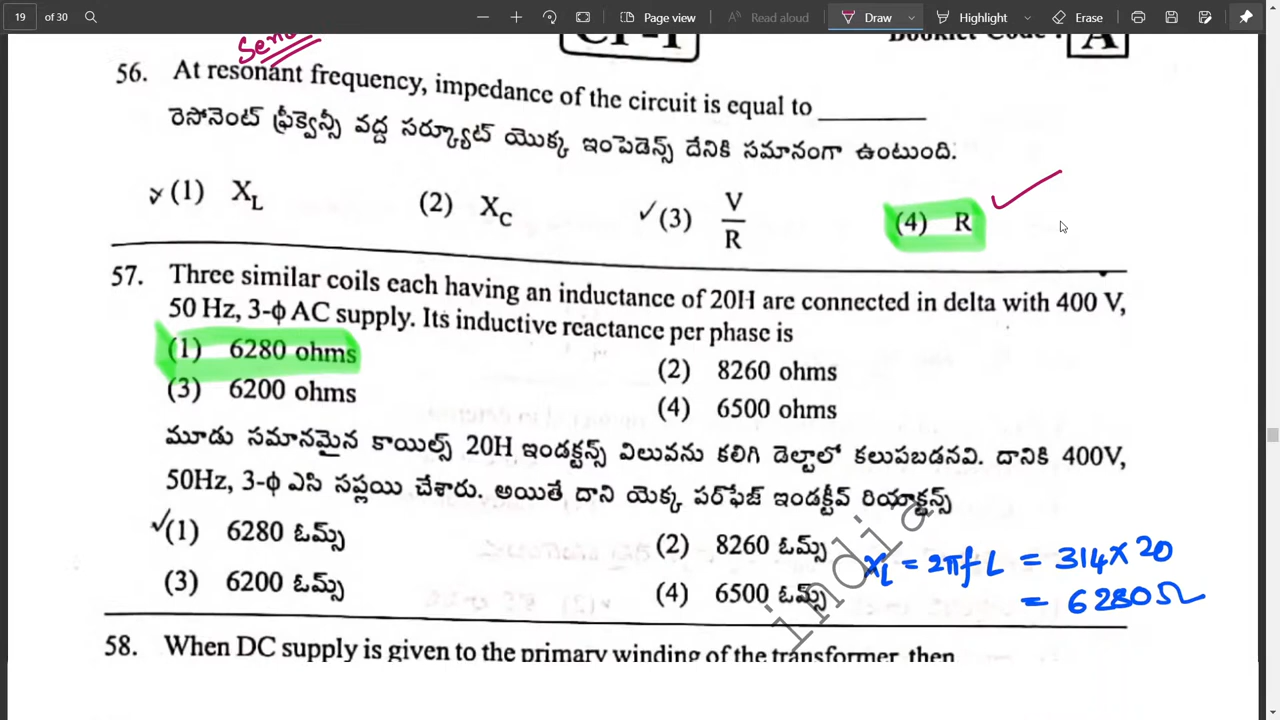 19 of 30
Page view
Read aloud
Draw
Highlight
Erase
Booklet Code : A
56. At resonant frequency, impedance of the circuit is equal to ________
రెసోనెంట్ ఫ్రీక్వెన్సీ వద్ద సర్క్యూట్ యొక్క ఇంపెడెన్స్ దేనికి సమానంగా ఉంటుంది.
(1) XL (2) XC ✓(3) V/R (4) R ✓
57. Three similar coils each having an inductance of 20H are connected in delta with 400 V,
50 Hz, 3-ϕ AC supply. Its inductive reactance per phase is
(1) 6280 ohms (2) 8260 ohms
(3) 6200 ohms (4) 6500 ohms
మూడు సమానమైన కాయిల్స్ 20H ఇండక్టన్స్ విలువను కలిగి డెల్టాలో కలుపబడనవి. దానికి 400V,
50Hz, 3-ϕ ఎసి సప్లయి చేశారు. అయితే దాని యెక్క పర్‌ఫేజ్ ఇండక్టీవ్ రియాక్టన్స్
✓(1) 6280 ఓమ్స్ (2) 8260 ఓమ్స్
(3) 6200 ఓమ్స్ (4) 6500 ఓమ్స్
XL = 2πfL = 314×20
= 6280Ω
india
58. When DC supply is given to the primary winding of the transformer, then